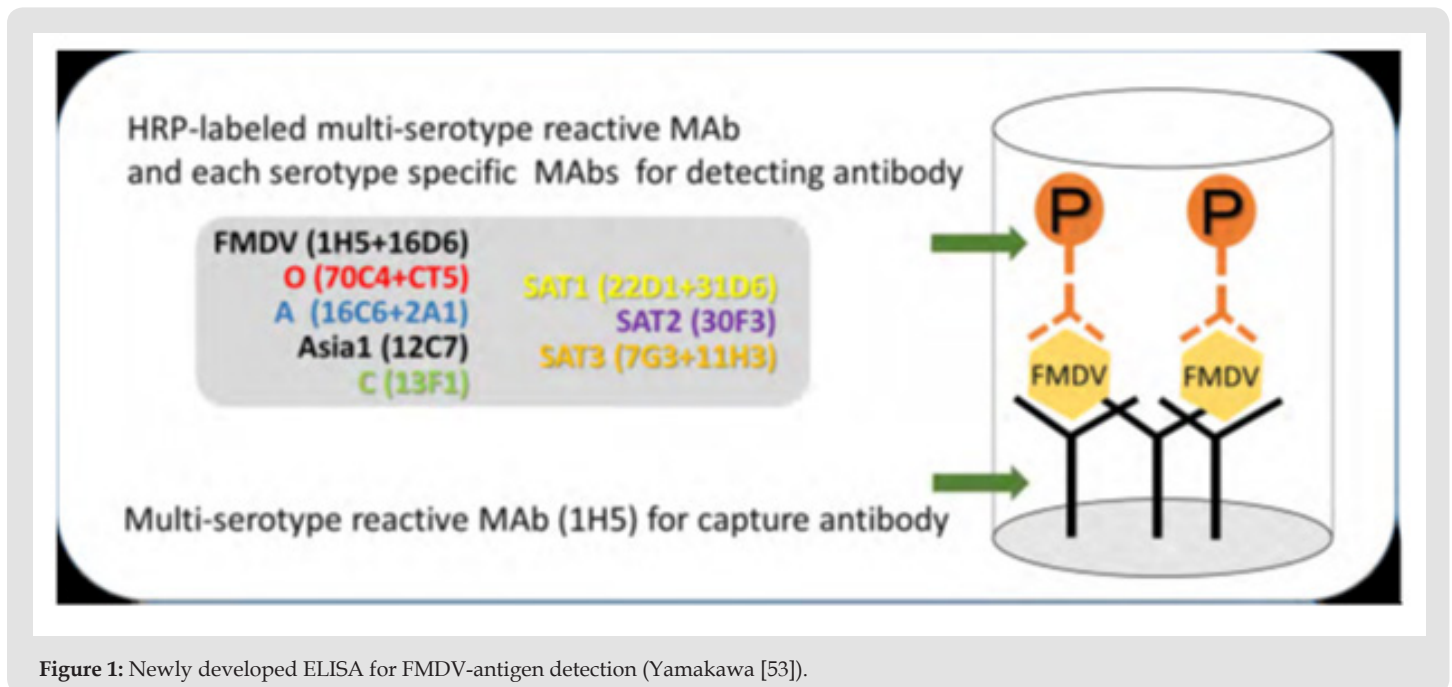 HRP-labeled multi-serotype reactive MAb
and each serotype specific MAbs for detecting antibody
FMDV (1H5+16D6)
O (70C4+CT5)
A (16C6+2A1)
Asia1 (12C7)
C (13F1)
SAT1 (22D1+31D6)
SAT2 (30F3)
SAT3 (7G3+11H3)
P
P
FMDV
FMDV
Multi-serotype reactive MAb (1H5) for capture antibody
Figure 1: Newly developed ELISA for FMDV-antigen detection (Yamakawa [53]).